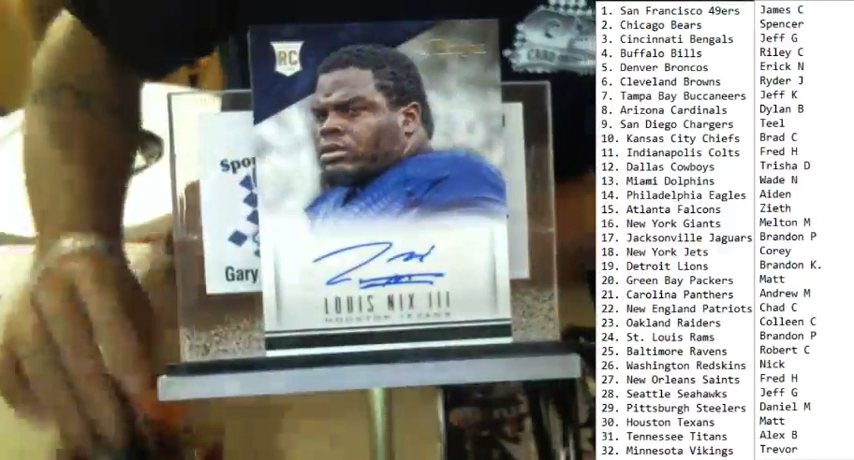 RC
Spo
Gary
LOUIS NIX III
HOUSTON TEXANS
1. San Francisco 49ers James C
2. Chicago Bears Spencer
3. Cincinnati Bengals Jeff G
4. Buffalo Bills Riley C
5. Denver Broncos Erick N
6. Cleveland Browns Ryder J
7. Tampa Bay Buccaneers Jeff K
8. Arizona Cardinals Dylan B
9. San Diego Chargers Teel
10. Kansas City Chiefs Brad C
11. Indianapolis Colts Fred H
12. Dallas Cowboys Trisha D
13. Miami Dolphins Wade N
14. Philadelphia Eagles Aiden
15. Atlanta Falcons Zieth
16. New York Giants Melton M
17. Jacksonville Jaguars Brandon P
18. New York Jets Corey
19. Detroit Lions Brandon K.
20. Green Bay Packers Matt
21. Carolina Panthers Andrew M
22. New England Patriots Chad C
23. Oakland Raiders Colleen C
24. St. Louis Rams Brandon P
25. Baltimore Ravens Robert C
26. Washington Redskins Nick
27. New Orleans Saints Fred H
28. Seattle Seahawks Jeff G
29. Pittsburgh Steelers Daniel M
30. Houston Texans Matt
31. Tennessee Titans Alex B
32. Minnesota Vikings Trevor